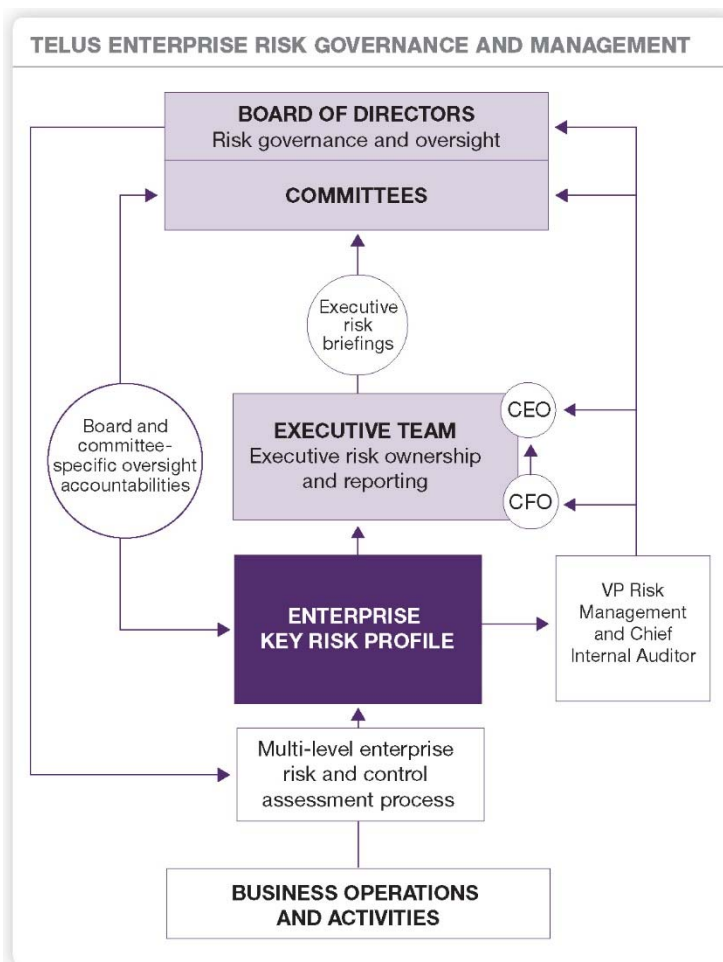 TELUS ENTERPRISE RISK GOVERNANCE AND MANAGEMENT
BOARD OF DIRECTORS
Risk governance and oversight
COMMITTEES
Executive
risk
briefings
CEO
EXECUTIVE TEAM
Executive risk ownership
and reporting
CFO
Board and
committee-
specific oversight
accountabilities
ENTERPRISE
KEY RISK PROFILE
VP Risk
Management
and Chief
Internal Auditor
Multi-level enterprise
risk and control
assessment process
BUSINESS OPERATIONS
AND ACTIVITIES